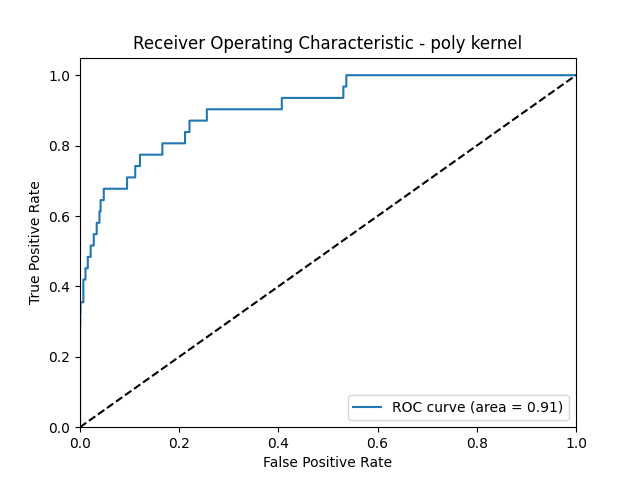 Receiver Operating Characteristic - poly kernel
True Positive Rate
1.0
0.8
0.6
0.4
0.2
0.0
ROC curve (area = 0.91)
0.0 0.2 0.4 0.6 0.8 1.0
False Positive Rate